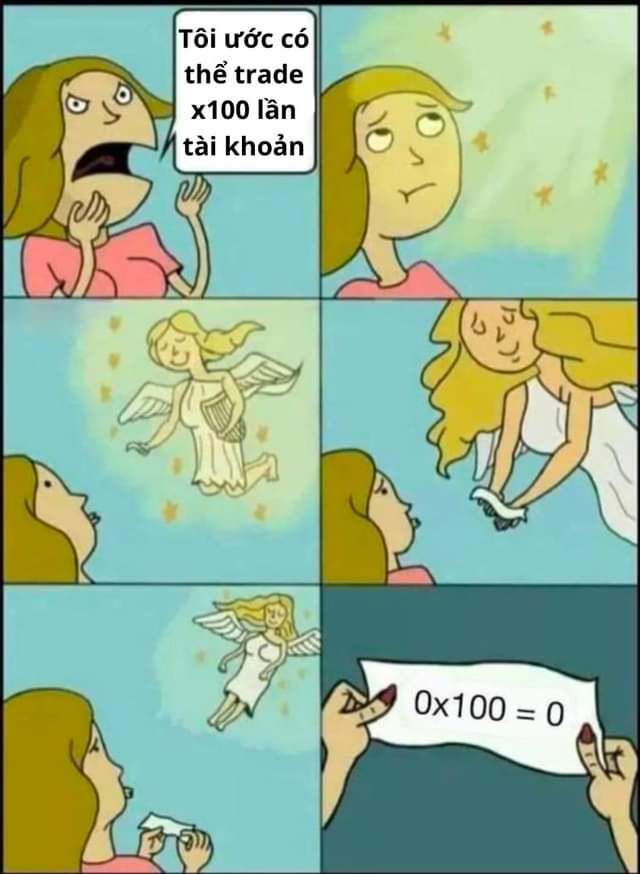 Tôi ước có
thể trade
x100 lần
tài khoản
0x100 = 0